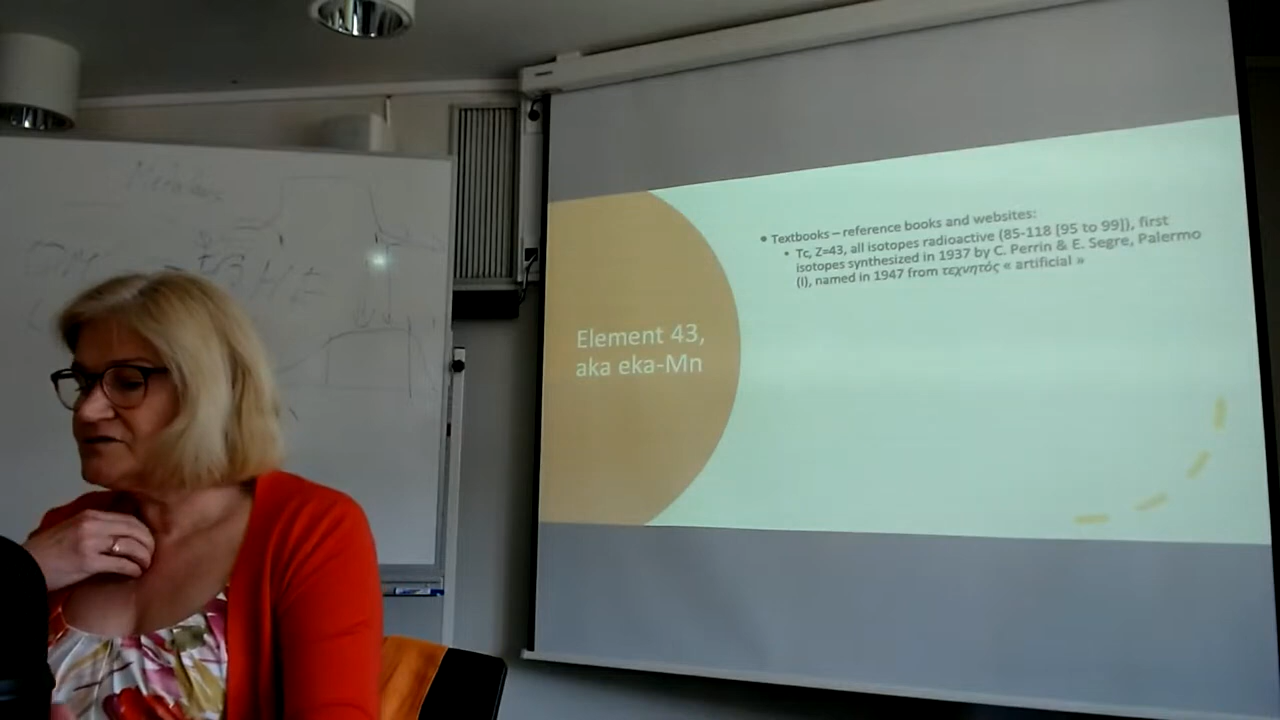 Element 43,
aka eka-Mn
• Textbooks – reference books and websites:
• Tc, Z=43, all isotopes radioactive (85-118 [95 to 99]), first
isotopes synthesized in 1937 by C. Perrin & E. Segre, Palermo
(I), named in 1947 from τεχνητός « artificial »